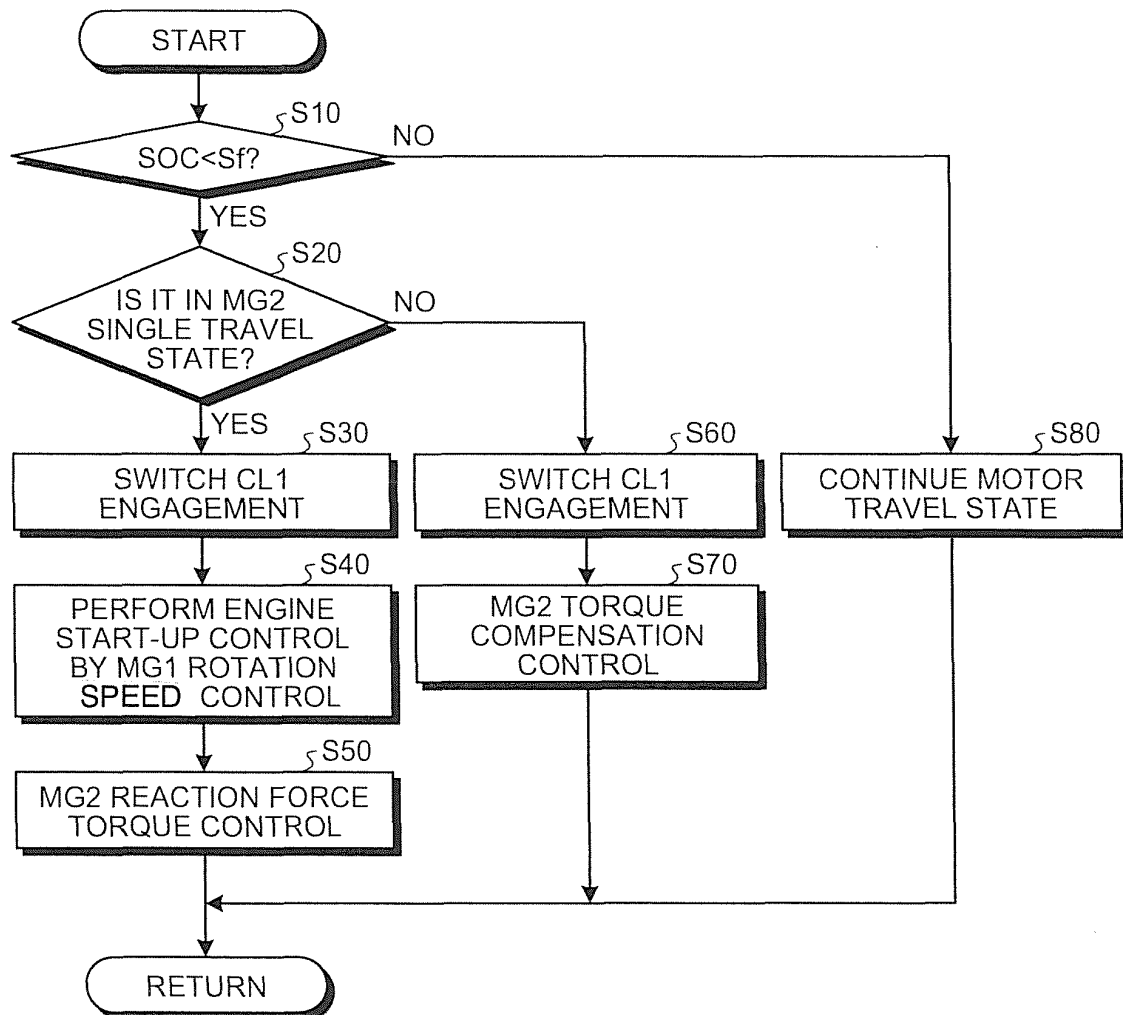 START
S10
SOC<Sf?
NO
YES
S20
IS IT IN MG2
SINGLE TRAVEL
STATE?
NO
YES
S30
SWITCH CL1
ENGAGEMENT
S60
SWITCH CL1
ENGAGEMENT
S80
CONTINUE MOTOR
TRAVEL STATE
S40
PERFORM ENGINE
START-UP CONTROL
BY MG1 ROTATION
SPEED CONTROL
S70
MG2 TORQUE
COMPENSATION
CONTROL
S50
MG2 REACTION FORCE
TORQUE CONTROL
RETURN